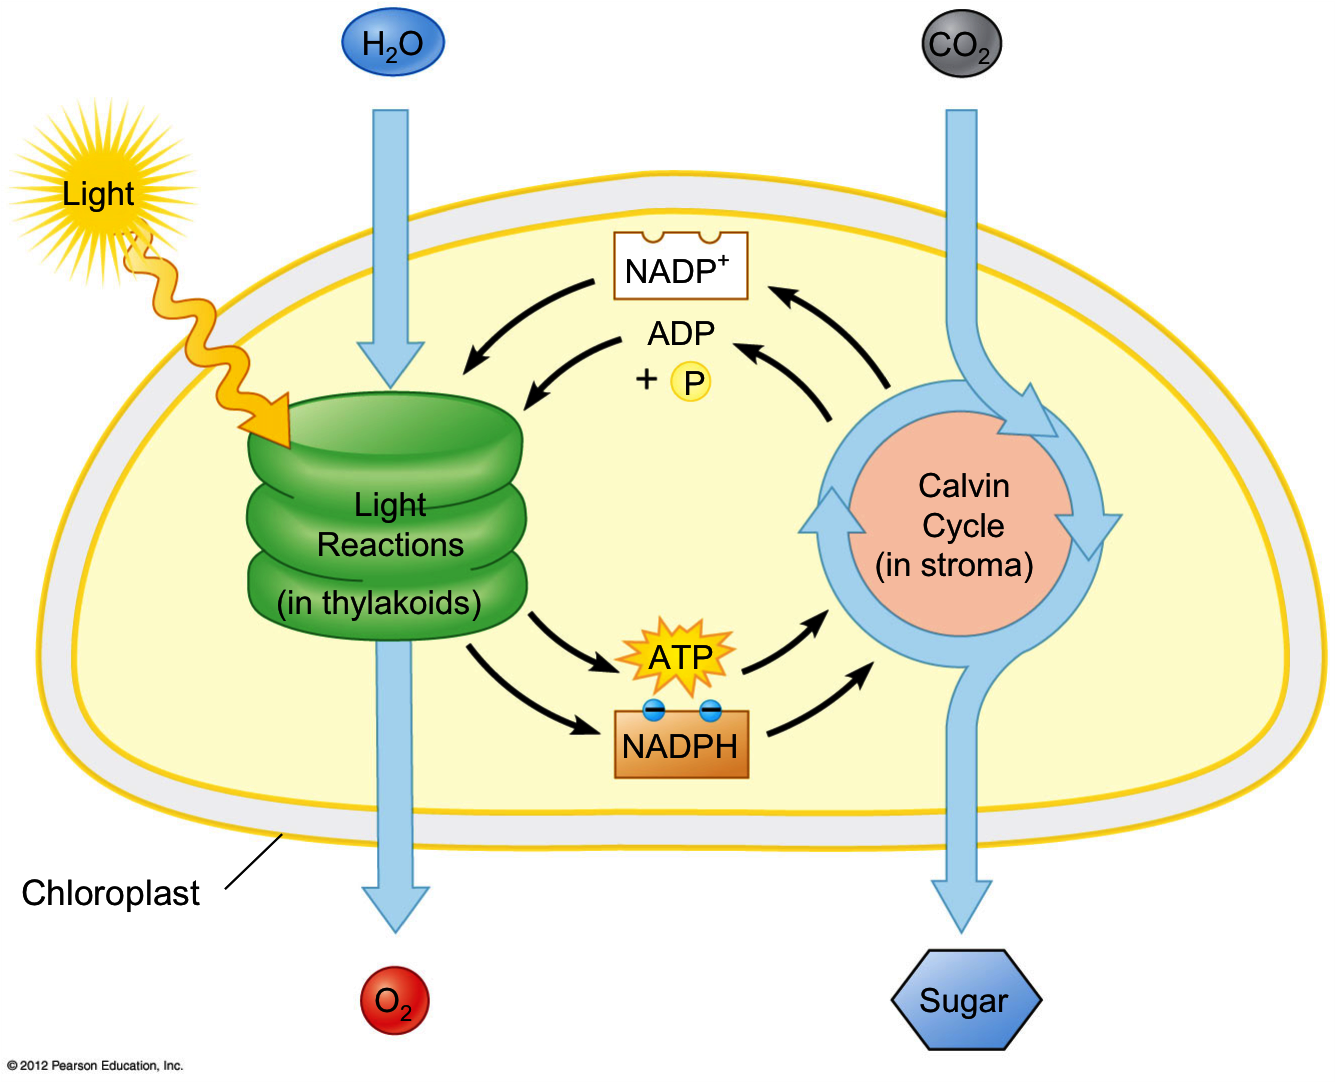 H₂O
CO₂
Light
NADP⁺
ADP
+ P
Light
Reactions
(in thylakoids)
Calvin
Cycle
(in stroma)
ATP
− −
NADPH
Chloroplast
O₂
Sugar
© 2012 Pearson Education, Inc.